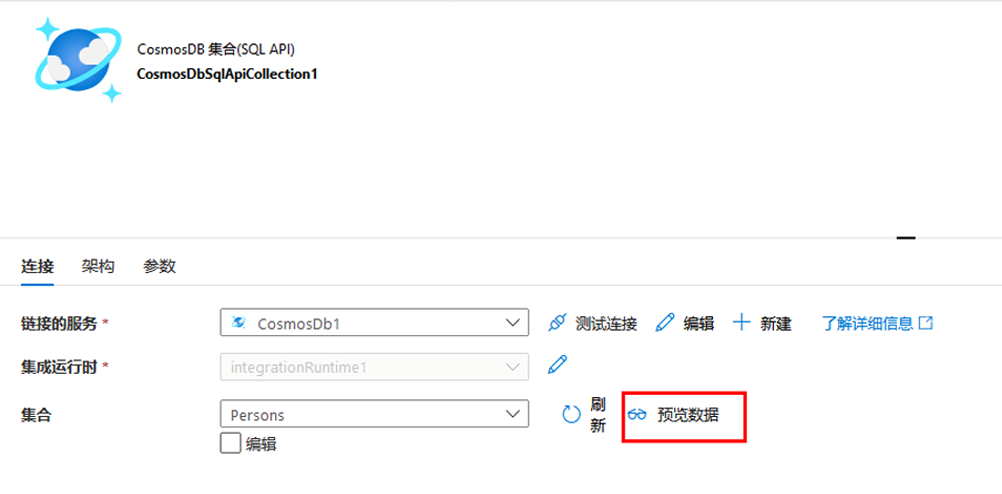 CosmosDB 集合(SQL API)
CosmosDbSqlApiCollection1
连接 架构 参数
链接的服务 * CosmosDb1 测试连接 编辑 新建 了解详细信息
集成运行时 * integrationRuntime1
集合 Persons 刷新 预览数据
编辑